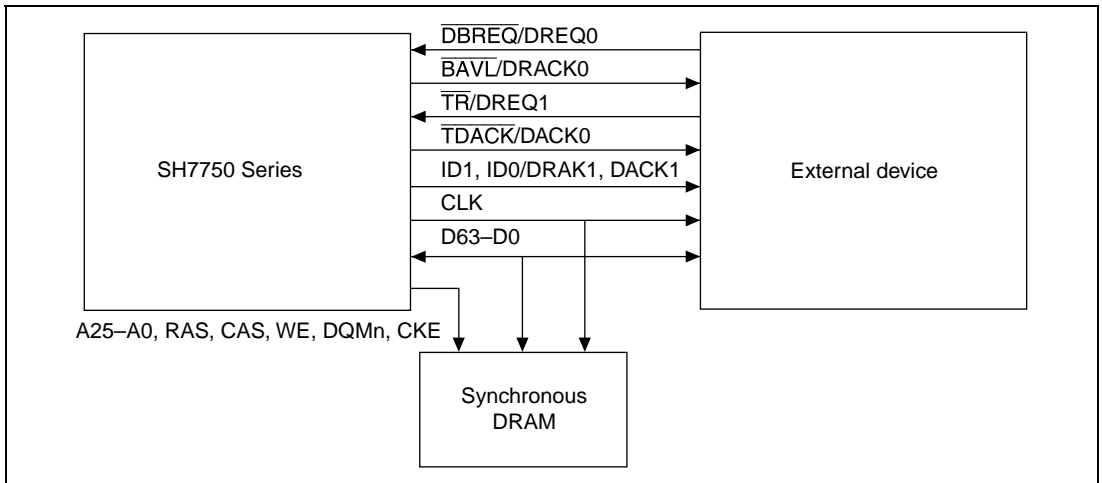 DBREQ/DREQ0
BAVL/DRACK0
TR/DREQ1
TDACK/DACK0
SH7750 Series
ID1, ID0/DRAK1, DACK1
External device
CLK
D63–D0
A25–A0, RAS, CAS, WE, DQMn, CKE
Synchronous
DRAM